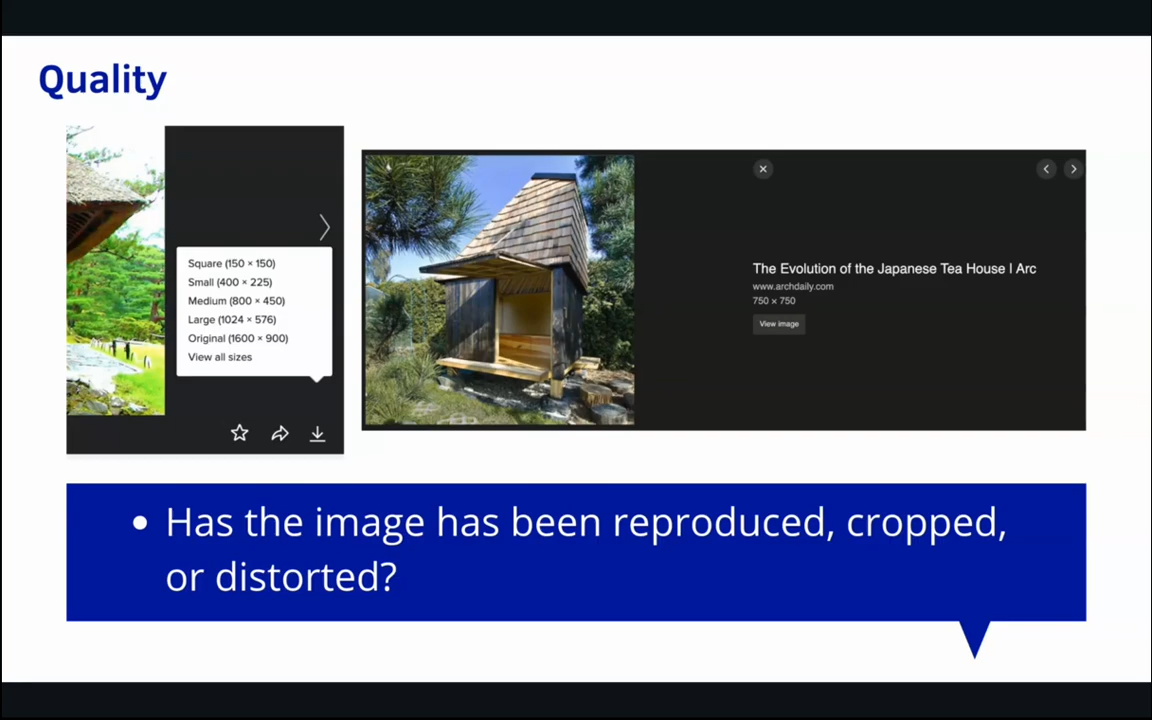 Quality
Square (150 × 150)
Small (400 × 225)
Medium (800 × 450)
Large (1024 × 576)
Original (1600 × 900)
View all sizes
The Evolution of the Japanese Tea House | Arc
www.archdaily.com
750 × 750
View image
• Has the image has been reproduced, cropped,
or distorted?